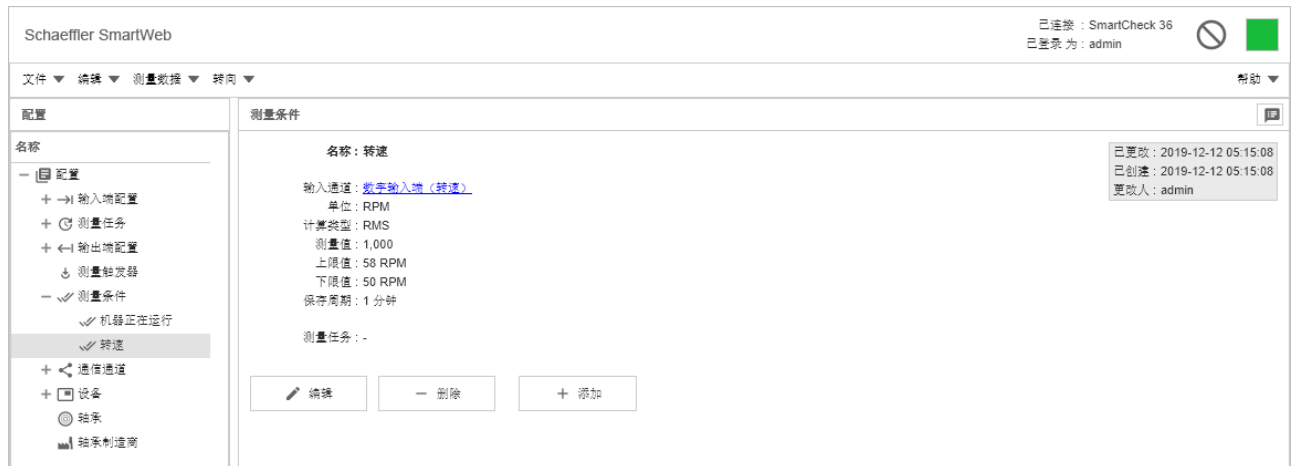 Schaeffler SmartWeb
已连接 : SmartCheck 36
已登录 为 : admin
文件 编辑 测量数据 转向 帮助
配置
测量条件
名称
配置
输入端配置
测量任务
输出端配置
测量触发器
测量条件
机器正在运行
转速
通信通道
设备
轴承
轴承制造商
名称 : 转速
输入通道 : 数字输入端（转速）
单位 : RPM
计算类型 : RMS
测量值 : 1,000
上限值 : 58 RPM
下限值 : 50 RPM
保存周期 : 1 分钟
测量任务 : -
已更改 : 2019-12-12 05:15:08
已创建 : 2019-12-12 05:15:08
更改人 : admin
编辑 删除 添加